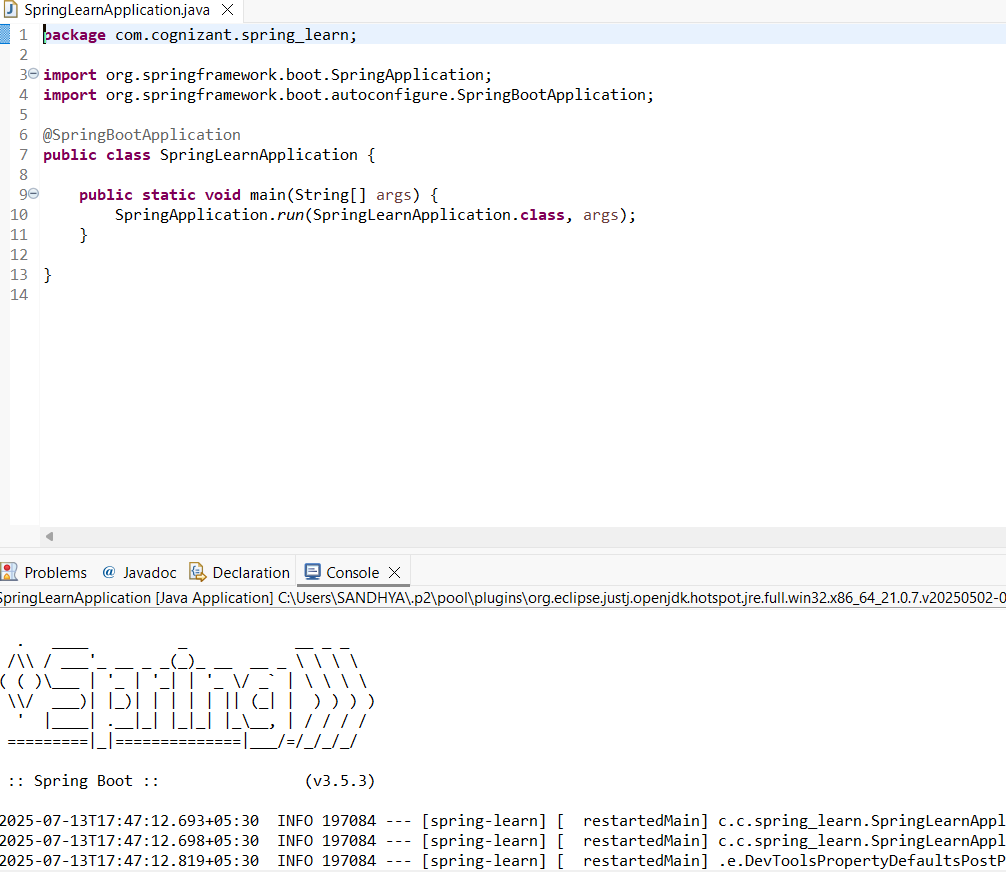 SpringLearnApplication.java
1 package com.cognizant.spring_learn;
2
3 import org.springframework.boot.SpringApplication;
4 import org.springframework.boot.autoconfigure.SpringBootApplication;
5
6 @SpringBootApplication
7 public class SpringLearnApplication {
8
9     public static void main(String[] args) {
10         SpringApplication.run(SpringLearnApplication.class, args);
11     }
12
13 }
14
Problems @ Javadoc Declaration Console
SpringLearnApplication [Java Application] C:\Users\SANDHYA\.p2\pool\plugins\org.eclipse.justj.openjdk.hotspot.jre.full.win32.x86_64_21.0.7.v20250502-0
Spring
:: Spring Boot ::                (v3.5.3)
2025-07-13T17:47:12.693+05:30  INFO 197084 --- [spring-learn] [  restartedMain] c.c.spring_learn.SpringLearnAppl
2025-07-13T17:47:12.698+05:30  INFO 197084 --- [spring-learn] [  restartedMain] c.c.spring_learn.SpringLearnAppl
2025-07-13T17:47:12.819+05:30  INFO 197084 --- [spring-learn] [  restartedMain] .e.DevToolsPropertyDefaultsPostP